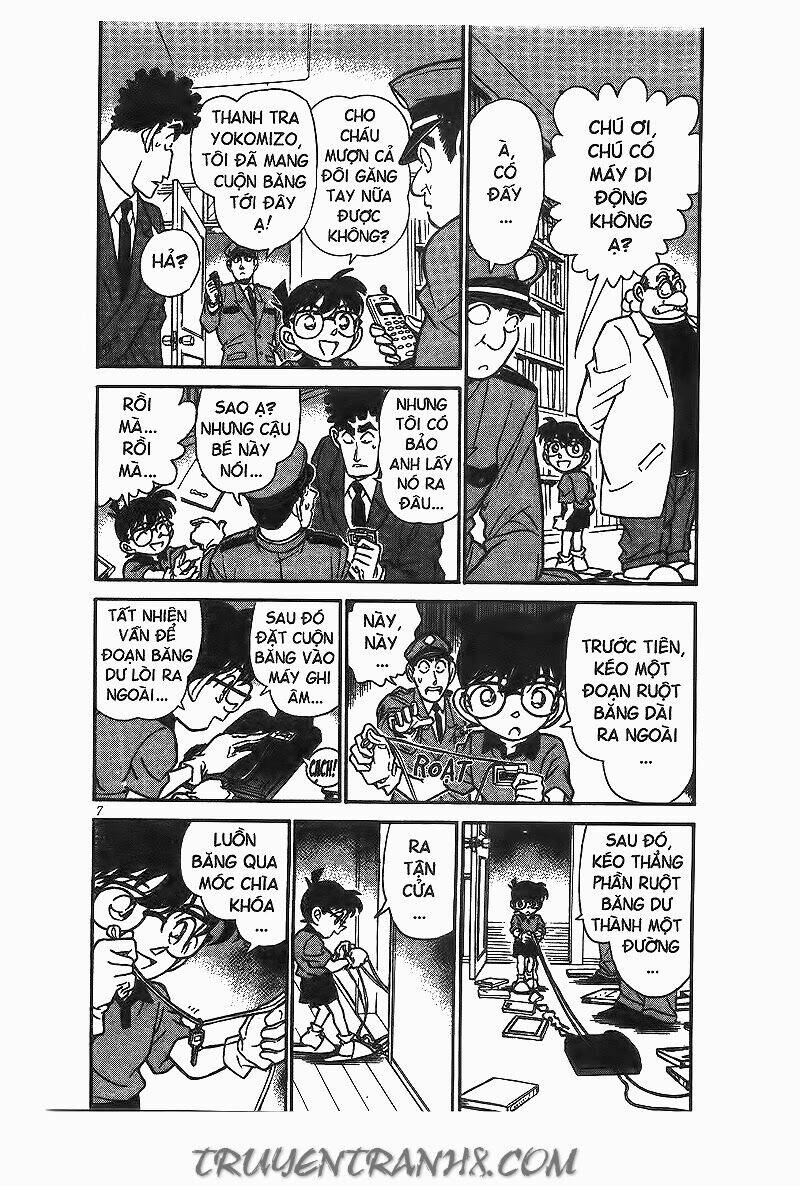 CHÚ ƠI,
CHÚ CÓ
MÁY DI
ĐỘNG
KHÔNG
Ạ?
À,
CÓ
ĐẤY
...
CHO
CHÁU
MƯỢN CẢ
ĐÔI GĂNG
TAY NỮA
ĐƯỢC
KHÔNG?
THANH TRA
YOKOMIZO,
TÔI ĐÃ MANG
CUỘN BĂNG
TỚI ĐÂY
Ạ!
HẢ?
NHƯNG
TÔI CÓ
BẢO
ANH LẤY
NÓ RA
ĐÂU...
SAO Ạ?
NHƯNG CẬU
BÉ NÀY
NÓI...
RỒI
MÀ...
RỒI
MÀ...
TRƯỚC TIÊN,
KÉO MỘT
ĐOẠN RUỘT
BĂNG DÀI
RA NGOÀI
...
NÀY,
NÀY
...
ROẠT
SAU ĐÓ
ĐẶT CUỘN
BĂNG VÀO
MÁY GHI
ÂM...
TẤT NHIÊN
VẪN ĐỂ
ĐOẠN BĂNG
DƯ LÒI RA
NGOÀI...
CẠCH!
7
SAU ĐÓ,
KÉO THẲNG
PHẦN RUỘT
BĂNG DƯ
THÀNH MỘT
ĐƯỜNG
...
RA
TẬN
CỬA
...
LUỒN
BĂNG QUA
MÓC CHÌA
KHÓA
...
TRUYENTRANH8.COM